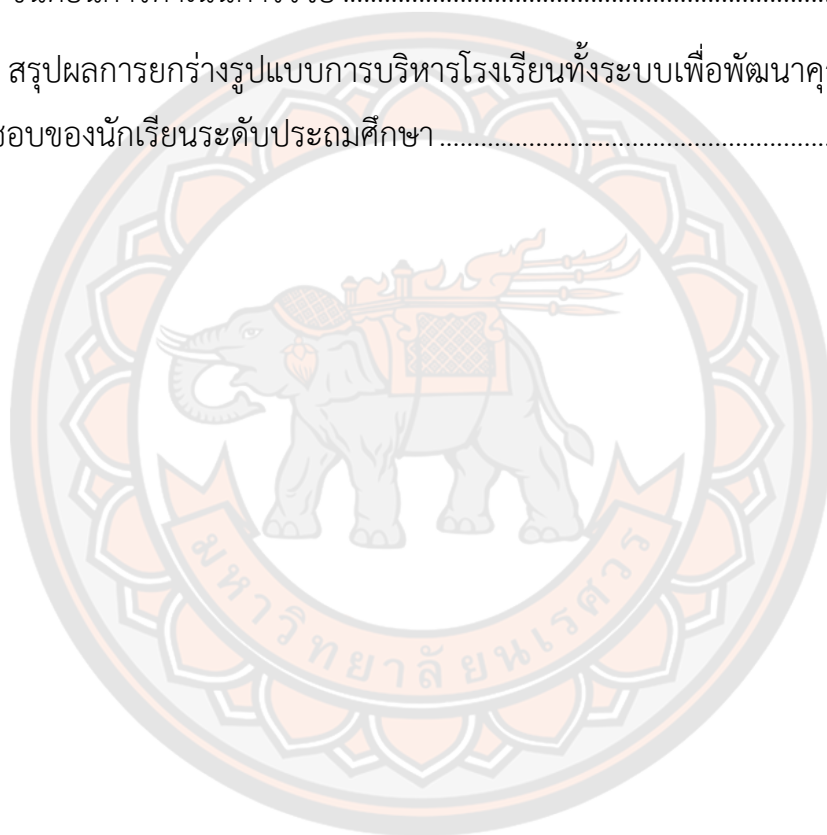 สรุปผลการยกร่างรูปแบบการบริหารโรงเรียนทั้งระบบเพื่อพัฒนาคุ
สอบของนักเรียนระดับประถมศึกษา ................................................................
มหาวิทยาลัยนเรศวร